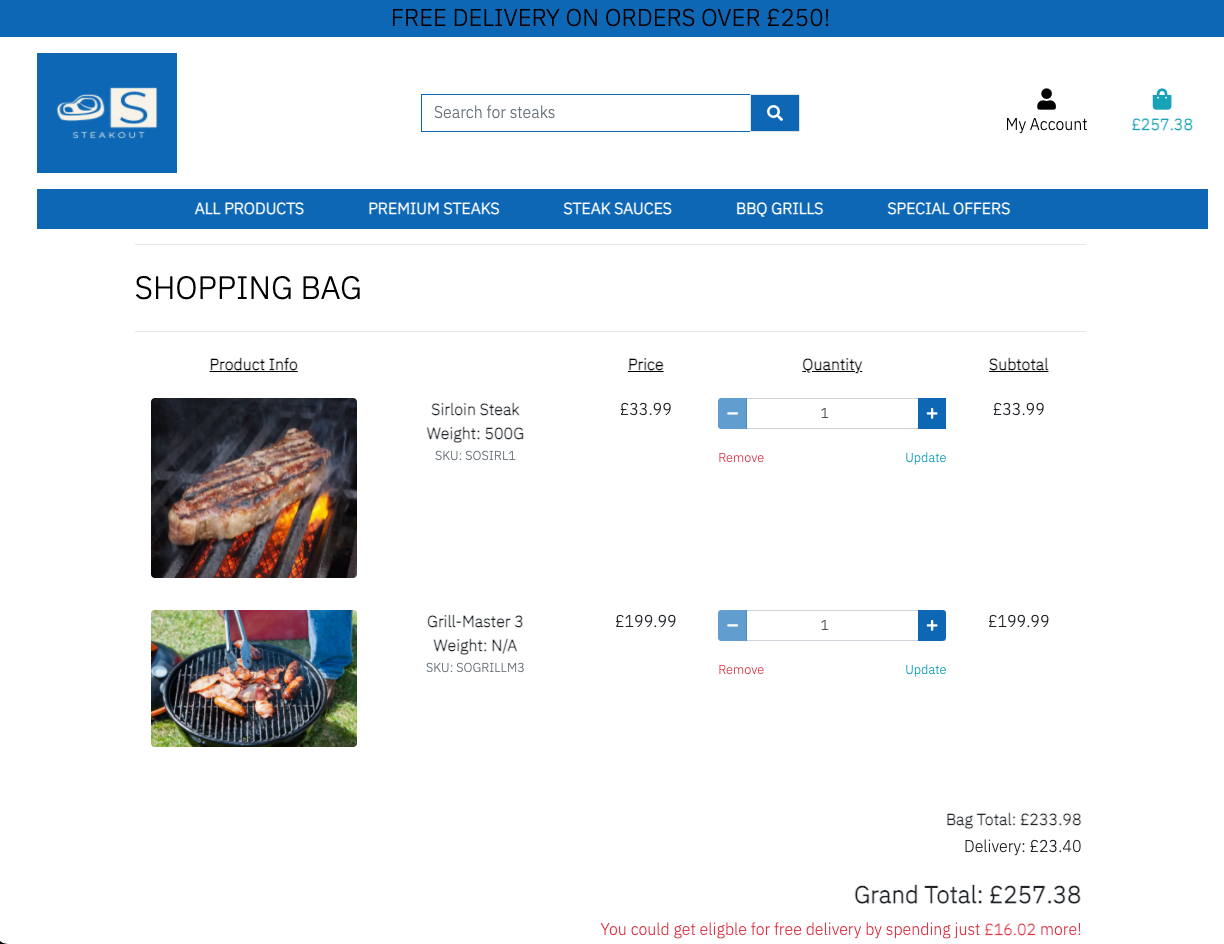 FREE DELIVERY ON ORDERS OVER £250!
S
STEAKOUT
Search for steaks
My Account
£257.38
ALL PRODUCTS PREMIUM STEAKS STEAK SAUCES BBQ GRILLS SPECIAL OFFERS
SHOPPING BAG
Product Info Price Quantity Subtotal
Sirloin Steak £33.99 1 £33.99
Weight: 500G
SKU: SOSIRL1 Remove Update
Grill-Master 3 £199.99 1 £199.99
Weight: N/A
SKU: SOGRILLM3 Remove Update
Bag Total: £233.98
Delivery: £23.40
Grand Total: £257.38
You could get eligble for free delivery by spending just £16.02 more!